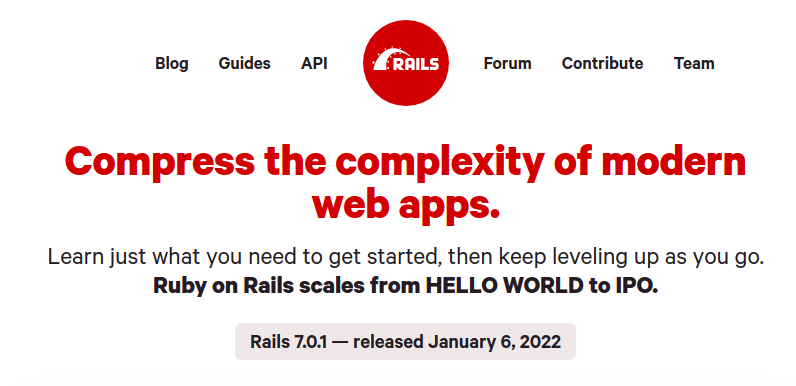 Blog Guides API RAILS Forum Contribute Team
Compress the complexity of modern
web apps.
Learn just what you need to get started, then keep leveling up as you go.
Ruby on Rails scales from HELLO WORLD to IPO.
Rails 7.0.1 — released January 6, 2022